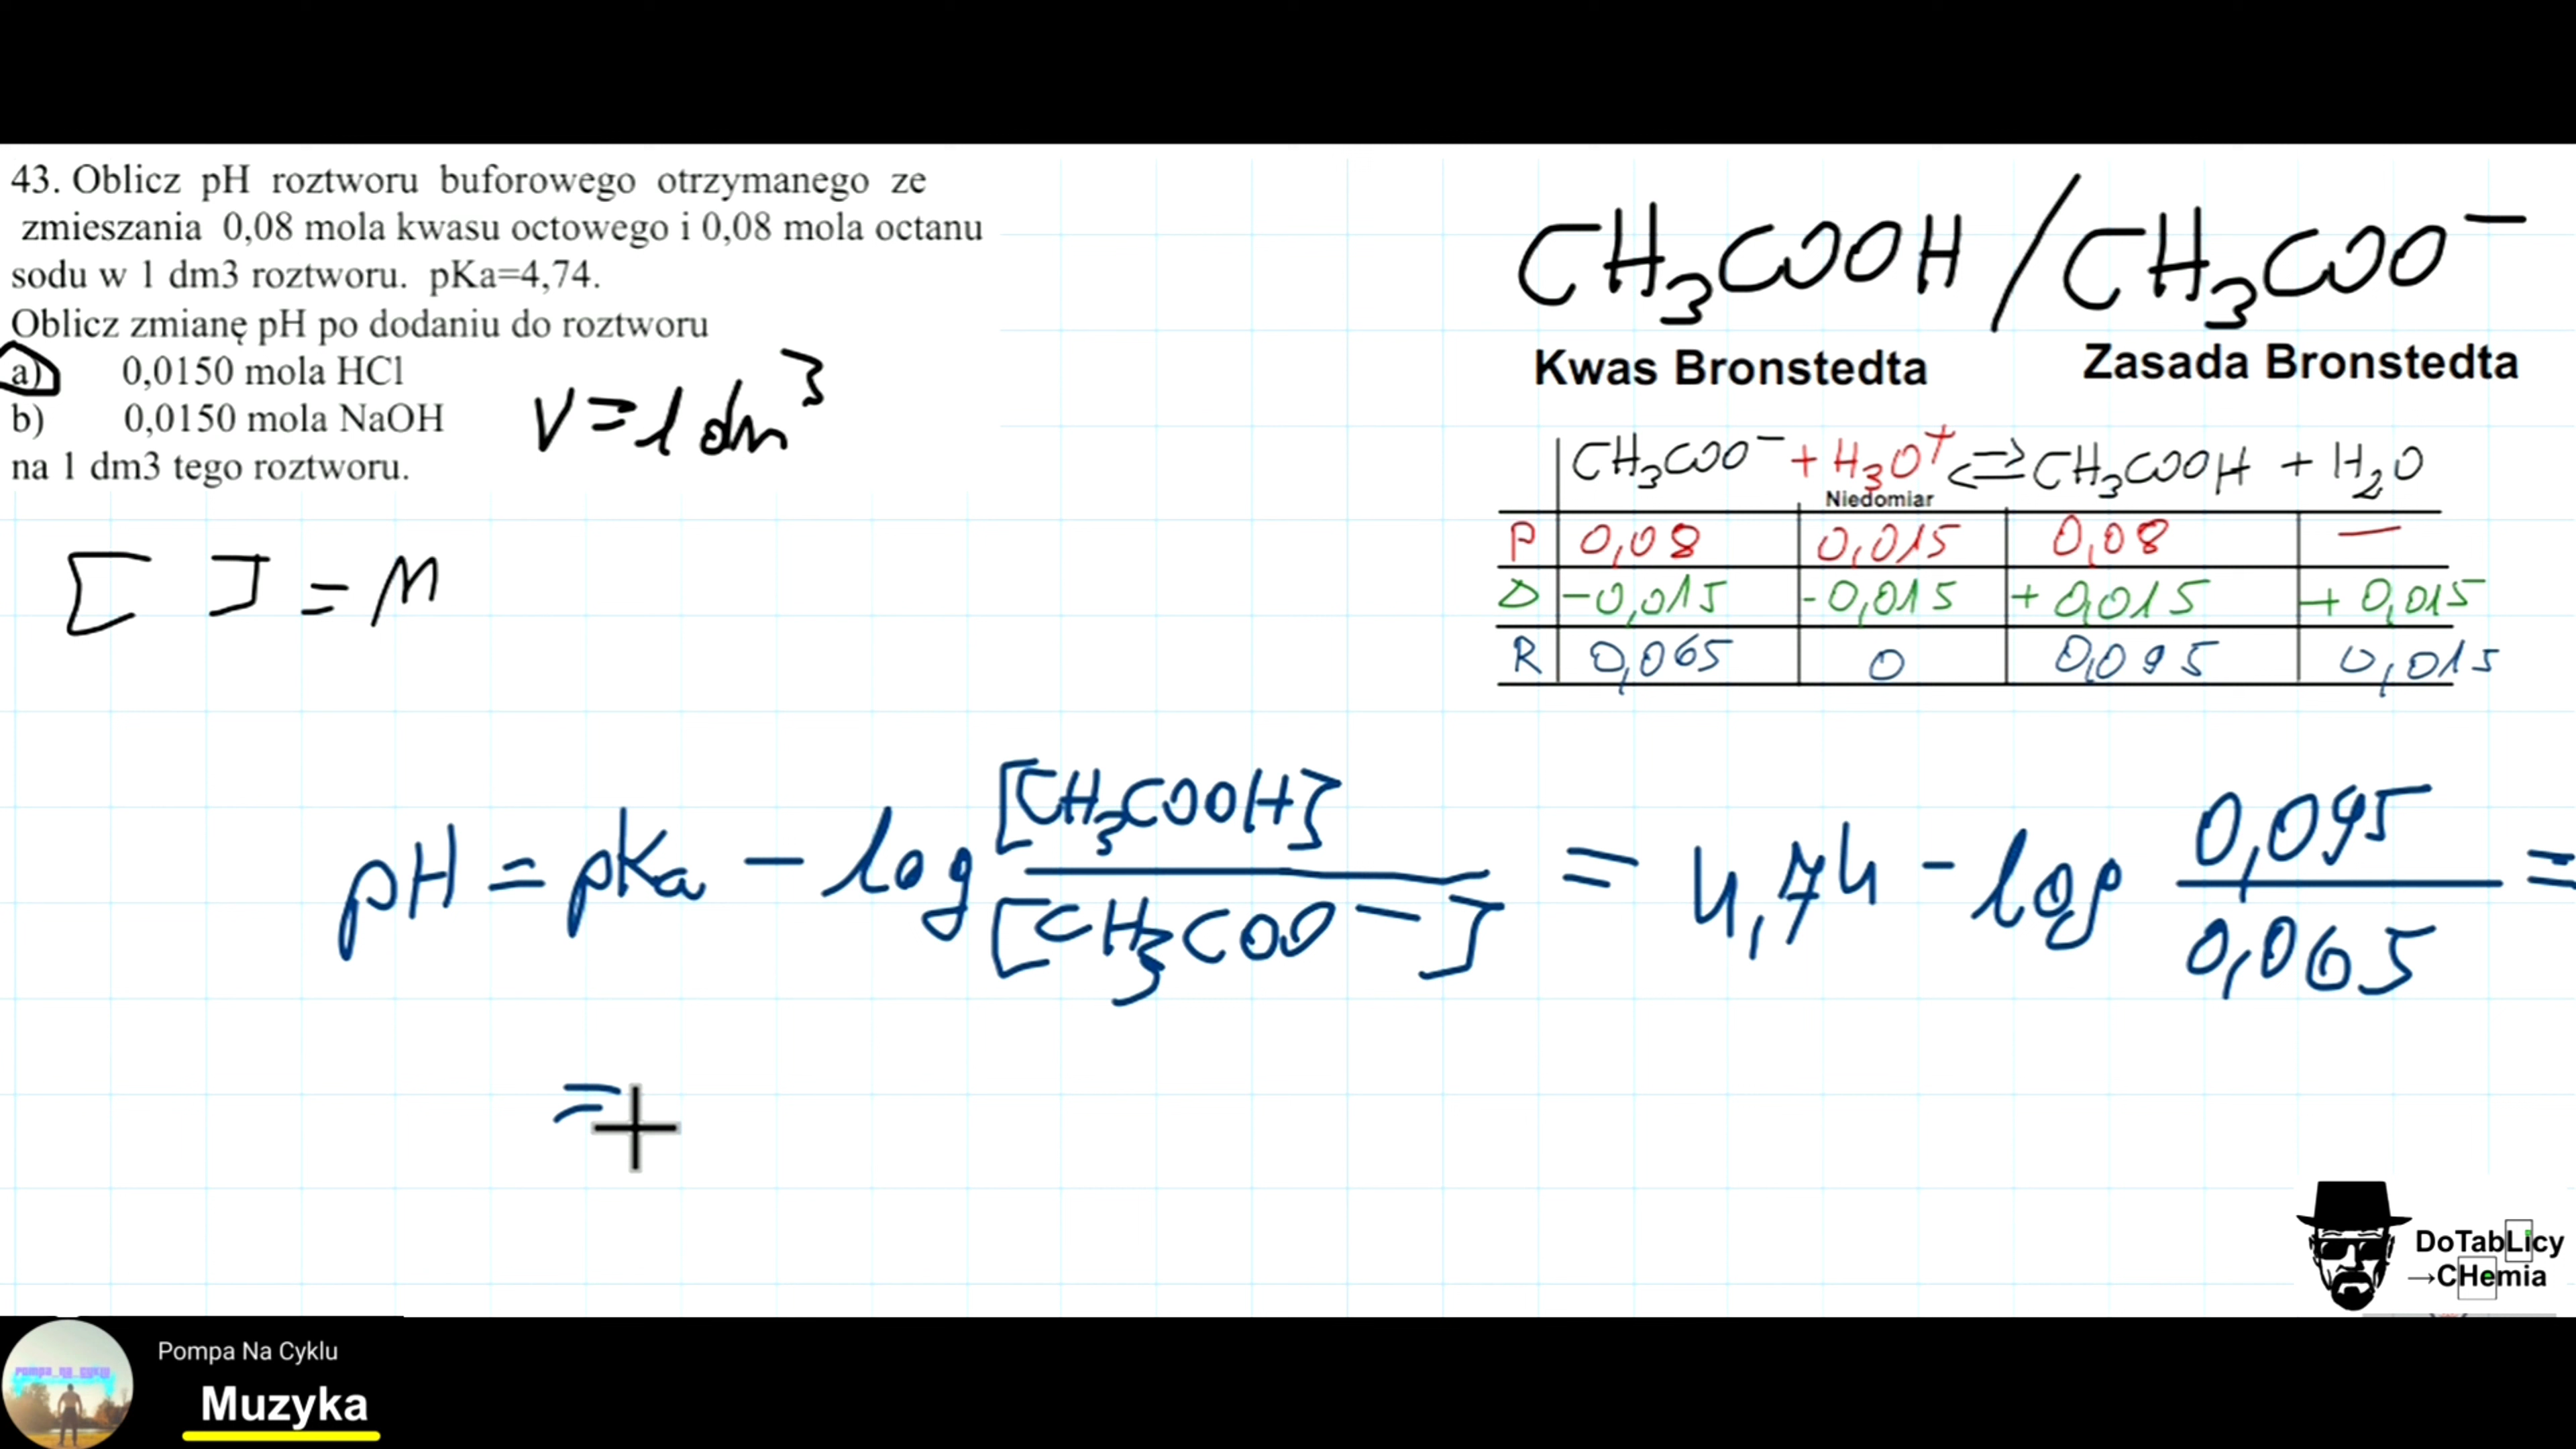 43. Oblicz pH roztworu buforowego otrzymanego ze
zmieszania 0,08 mola kwasu octowego i 0,08 mola octanu
sodu w 1 dm3 roztworu. pKa=4,74.
Oblicz zmianę pH po dodaniu do roztworu
a) 0,0150 mola HCl
b) 0,0150 mola NaOH
na 1 dm3 tego roztworu.
V = 1 dm³
[ ] = M
CH₃COOH / CH₃COO⁻
Kwas Bronstedta Zasada Bronstedta
CH₃COO⁻ + H₃O⁺ ⇌ CH₃COOH + H₂O
Niedomiar
P 0,08 0,015 0,08 —
Δ -0,015 -0,015 +0,015 +0,015
R 0,065 0 0,095 0,015
pH = pKa - log [CH₃COOH] / [CH₃COO⁻] = 4,74 - log 0,095 / 0,065 =
=
DoTabLicy
→CHemia
POMPA_NA_CYKLU
Pompa Na Cyklu
Muzyka